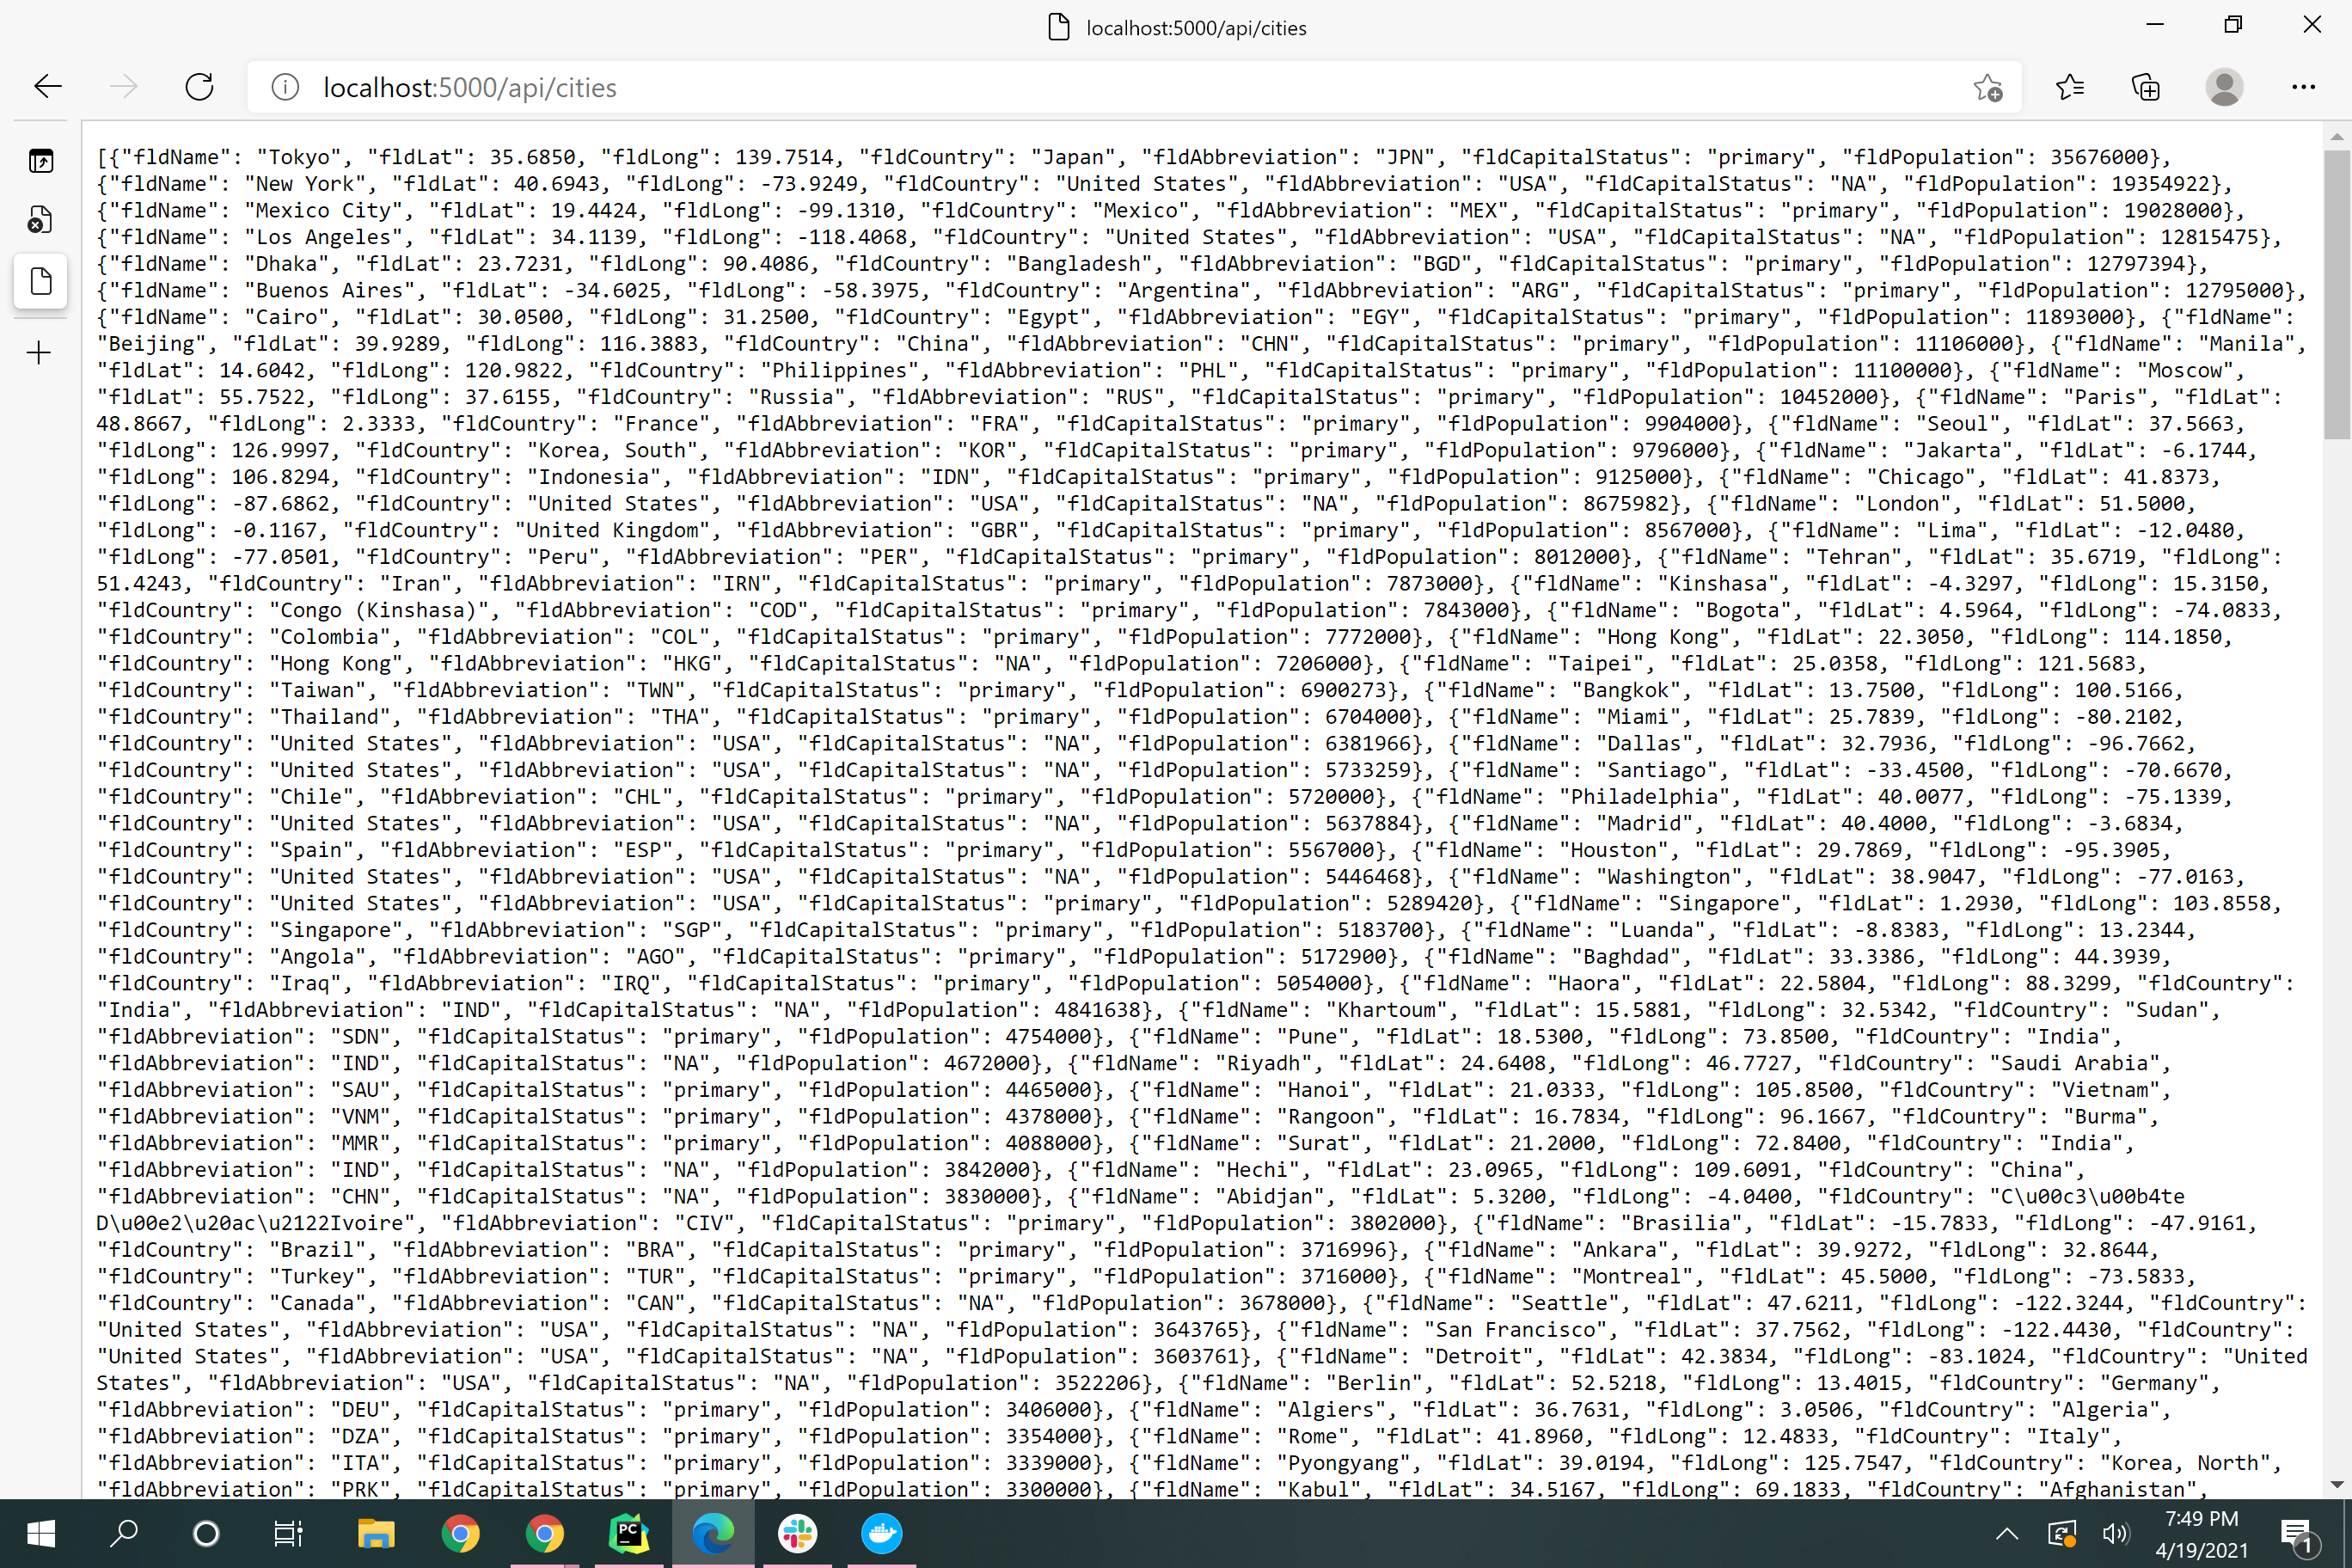 localhost:5000/api/cities
localhost:5000/api/cities
[{"fldName": "Tokyo", "fldLat": 35.6850, "fldLong": 139.7514, "fldCountry": "Japan", "fldAbbreviation": "JPN", "fldCapitalStatus": "primary", "fldPopulation": 35676000},
{"fldName": "New York", "fldLat": 40.6943, "fldLong": -73.9249, "fldCountry": "United States", "fldAbbreviation": "USA", "fldCapitalStatus": "NA", "fldPopulation": 19354922},
{"fldName": "Mexico City", "fldLat": 19.4424, "fldLong": -99.1310, "fldCountry": "Mexico", "fldAbbreviation": "MEX", "fldCapitalStatus": "primary", "fldPopulation": 19028000},
{"fldName": "Los Angeles", "fldLat": 34.1139, "fldLong": -118.4068, "fldCountry": "United States", "fldAbbreviation": "USA", "fldCapitalStatus": "NA", "fldPopulation": 12815475},
{"fldName": "Dhaka", "fldLat": 23.7231, "fldLong": 90.4086, "fldCountry": "Bangladesh", "fldAbbreviation": "BGD", "fldCapitalStatus": "primary", "fldPopulation": 12797394},
{"fldName": "Buenos Aires", "fldLat": -34.6025, "fldLong": -58.3975, "fldCountry": "Argentina", "fldAbbreviation": "ARG", "fldCapitalStatus": "primary", "fldPopulation": 12795000},
{"fldName": "Cairo", "fldLat": 30.0500, "fldLong": 31.2500, "fldCountry": "Egypt", "fldAbbreviation": "EGY", "fldCapitalStatus": "primary", "fldPopulation": 11893000}, {"fldName":
"Beijing", "fldLat": 39.9289, "fldLong": 116.3883, "fldCountry": "China", "fldAbbreviation": "CHN", "fldCapitalStatus": "primary", "fldPopulation": 11106000}, {"fldName": "Manila",
"fldLat": 14.6042, "fldLong": 120.9822, "fldCountry": "Philippines", "fldAbbreviation": "PHL", "fldCapitalStatus": "primary", "fldPopulation": 11100000}, {"fldName": "Moscow",
"fldLat": 55.7522, "fldLong": 37.6155, "fldCountry": "Russia", "fldAbbreviation": "RUS", "fldCapitalStatus": "primary", "fldPopulation": 10452000}, {"fldName": "Paris", "fldLat":
48.8667, "fldLong": 2.3333, "fldCountry": "France", "fldAbbreviation": "FRA", "fldCapitalStatus": "primary", "fldPopulation": 9904000}, {"fldName": "Seoul", "fldLat": 37.5663,
"fldLong": 126.9997, "fldCountry": "Korea, South", "fldAbbreviation": "KOR", "fldCapitalStatus": "primary", "fldPopulation": 9796000}, {"fldName": "Jakarta", "fldLat": -6.1744,
"fldLong": 106.8294, "fldCountry": "Indonesia", "fldAbbreviation": "IDN", "fldCapitalStatus": "primary", "fldPopulation": 9125000}, {"fldName": "Chicago", "fldLat": 41.8373,
"fldLong": -87.6862, "fldCountry": "United States", "fldAbbreviation": "USA", "fldCapitalStatus": "NA", "fldPopulation": 8675982}, {"fldName": "London", "fldLat": 51.5000,
"fldLong": -0.1167, "fldCountry": "United Kingdom", "fldAbbreviation": "GBR", "fldCapitalStatus": "primary", "fldPopulation": 8567000}, {"fldName": "Lima", "fldLat": -12.0480,
"fldLong": -77.0501, "fldCountry": "Peru", "fldAbbreviation": "PER", "fldCapitalStatus": "primary", "fldPopulation": 8012000}, {"fldName": "Tehran", "fldLat": 35.6719, "fldLong":
51.4243, "fldCountry": "Iran", "fldAbbreviation": "IRN", "fldCapitalStatus": "primary", "fldPopulation": 7873000}, {"fldName": "Kinshasa", "fldLat": -4.3297, "fldLong": 15.3150,
"fldCountry": "Congo (Kinshasa)", "fldAbbreviation": "COD", "fldCapitalStatus": "primary", "fldPopulation": 7843000}, {"fldName": "Bogota", "fldLat": 4.5964, "fldLong": -74.0833,
"fldCountry": "Colombia", "fldAbbreviation": "COL", "fldCapitalStatus": "primary", "fldPopulation": 7772000}, {"fldName": "Hong Kong", "fldLat": 22.3050, "fldLong": 114.1850,
"fldCountry": "Hong Kong", "fldAbbreviation": "HKG", "fldCapitalStatus": "NA", "fldPopulation": 7206000}, {"fldName": "Taipei", "fldLat": 25.0358, "fldLong": 121.5683,
"fldCountry": "Taiwan", "fldAbbreviation": "TWN", "fldCapitalStatus": "primary", "fldPopulation": 6900273}, {"fldName": "Bangkok", "fldLat": 13.7500, "fldLong": 100.5166,
"fldCountry": "Thailand", "fldAbbreviation": "THA", "fldCapitalStatus": "primary", "fldPopulation": 6704000}, {"fldName": "Miami", "fldLat": 25.7839, "fldLong": -80.2102,
"fldCountry": "United States", "fldAbbreviation": "USA", "fldCapitalStatus": "NA", "fldPopulation": 6381966}, {"fldName": "Dallas", "fldLat": 32.7936, "fldLong": -96.7662,
"fldCountry": "United States", "fldAbbreviation": "USA", "fldCapitalStatus": "NA", "fldPopulation": 5733259}, {"fldName": "Santiago", "fldLat": -33.4500, "fldLong": -70.6670,
"fldCountry": "Chile", "fldAbbreviation": "CHL", "fldCapitalStatus": "primary", "fldPopulation": 5720000}, {"fldName": "Philadelphia", "fldLat": 40.0077, "fldLong": -75.1339,
"fldCountry": "United States", "fldAbbreviation": "USA", "fldCapitalStatus": "NA", "fldPopulation": 5637884}, {"fldName": "Madrid", "fldLat": 40.4000, "fldLong": -3.6834,
"fldCountry": "Spain", "fldAbbreviation": "ESP", "fldCapitalStatus": "primary", "fldPopulation": 5567000}, {"fldName": "Houston", "fldLat": 29.7869, "fldLong": -95.3905,
"fldCountry": "United States", "fldAbbreviation": "USA", "fldCapitalStatus": "NA", "fldPopulation": 5446468}, {"fldName": "Washington", "fldLat": 38.9047, "fldLong": -77.0163,
"fldCountry": "United States", "fldAbbreviation": "USA", "fldCapitalStatus": "primary", "fldPopulation": 5289420}, {"fldName": "Singapore", "fldLat": 1.2930, "fldLong": 103.8558,
"fldCountry": "Singapore", "fldAbbreviation": "SGP", "fldCapitalStatus": "primary", "fldPopulation": 5183700}, {"fldName": "Luanda", "fldLat": -8.8383, "fldLong": 13.2344,
"fldCountry": "Angola", "fldAbbreviation": "AGO", "fldCapitalStatus": "primary", "fldPopulation": 5172900}, {"fldName": "Baghdad", "fldLat": 33.3386, "fldLong": 44.3939,
"fldCountry": "Iraq", "fldAbbreviation": "IRQ", "fldCapitalStatus": "primary", "fldPopulation": 5054000}, {"fldName": "Haora", "fldLat": 22.5804, "fldLong": 88.3299, "fldCountry":
"India", "fldAbbreviation": "IND", "fldCapitalStatus": "NA", "fldPopulation": 4841638}, {"fldName": "Khartoum", "fldLat": 15.5881, "fldLong": 32.5342, "fldCountry": "Sudan",
"fldAbbreviation": "SDN", "fldCapitalStatus": "primary", "fldPopulation": 4754000}, {"fldName": "Pune", "fldLat": 18.5300, "fldLong": 73.8500, "fldCountry": "India",
"fldAbbreviation": "IND", "fldCapitalStatus": "NA", "fldPopulation": 4672000}, {"fldName": "Riyadh", "fldLat": 24.6408, "fldLong": 46.7727, "fldCountry": "Saudi Arabia",
"fldAbbreviation": "SAU", "fldCapitalStatus": "primary", "fldPopulation": 4465000}, {"fldName": "Hanoi", "fldLat": 21.0333, "fldLong": 105.8500, "fldCountry": "Vietnam",
"fldAbbreviation": "VNM", "fldCapitalStatus": "primary", "fldPopulation": 4378000}, {"fldName": "Rangoon", "fldLat": 16.7834, "fldLong": 96.1667, "fldCountry": "Burma",
"fldAbbreviation": "MMR", "fldCapitalStatus": "primary", "fldPopulation": 4088000}, {"fldName": "Surat", "fldLat": 21.2000, "fldLong": 72.8400, "fldCountry": "India",
"fldAbbreviation": "IND", "fldCapitalStatus": "NA", "fldPopulation": 3842000}, {"fldName": "Hechi", "fldLat": 23.0965, "fldLong": 109.6091, "fldCountry": "China",
"fldAbbreviation": "CHN", "fldCapitalStatus": "NA", "fldPopulation": 3830000}, {"fldName": "Abidjan", "fldLat": 5.3200, "fldLong": -4.0400, "fldCountry": "C\u00c3\u00b4te
D\u00e2\u20ac\u2122Ivoire", "fldAbbreviation": "CIV", "fldCapitalStatus": "primary", "fldPopulation": 3802000}, {"fldName": "Brasilia", "fldLat": -15.7833, "fldLong": -47.9161,
"fldCountry": "Brazil", "fldAbbreviation": "BRA", "fldCapitalStatus": "primary", "fldPopulation": 3716996}, {"fldName": "Ankara", "fldLat": 39.9272, "fldLong": 32.8644,
"fldCountry": "Turkey", "fldAbbreviation": "TUR", "fldCapitalStatus": "primary", "fldPopulation": 3716000}, {"fldName": "Montreal", "fldLat": 45.5000, "fldLong": -73.5833,
"fldCountry": "Canada", "fldAbbreviation": "CAN", "fldCapitalStatus": "NA", "fldPopulation": 3678000}, {"fldName": "Seattle", "fldLat": 47.6211, "fldLong": -122.3244, "fldCountry":
"United States", "fldAbbreviation": "USA", "fldCapitalStatus": "NA", "fldPopulation": 3643765}, {"fldName": "San Francisco", "fldLat": 37.7562, "fldLong": -122.4430, "fldCountry":
"United States", "fldAbbreviation": "USA", "fldCapitalStatus": "NA", "fldPopulation": 3603761}, {"fldName": "Detroit", "fldLat": 42.3834, "fldLong": -83.1024, "fldCountry": "United
States", "fldAbbreviation": "USA", "fldCapitalStatus": "NA", "fldPopulation": 3522206}, {"fldName": "Berlin", "fldLat": 52.5218, "fldLong": 13.4015, "fldCountry": "Germany",
"fldAbbreviation": "DEU", "fldCapitalStatus": "primary", "fldPopulation": 3406000}, {"fldName": "Algiers", "fldLat": 36.7631, "fldLong": 3.0506, "fldCountry": "Algeria",
"fldAbbreviation": "DZA", "fldCapitalStatus": "primary", "fldPopulation": 3354000}, {"fldName": "Rome", "fldLat": 41.8960, "fldLong": 12.4833, "fldCountry": "Italy",
"fldAbbreviation": "ITA", "fldCapitalStatus": "primary", "fldPopulation": 3339000}, {"fldName": "Pyongyang", "fldLat": 39.0194, "fldLong": 125.7547, "fldCountry": "Korea, North",
"fldAbbreviation": "PRK", "fldCapitalStatus": "primary", "fldPopulation": 3300000}, {"fldName": "Kabul", "fldLat": 34.5167, "fldLong": 69.1833, "fldCountry": "Afghanistan",
PC
7:49 PM
4/19/2021
1